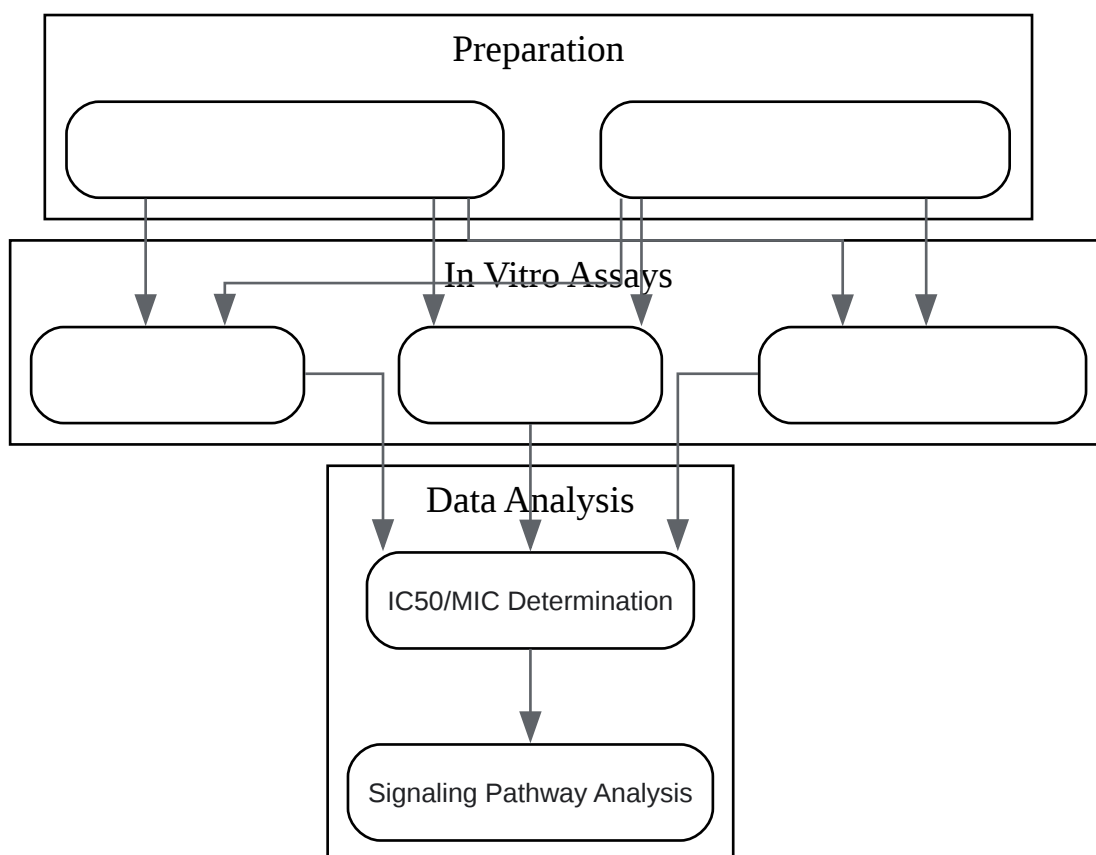 Preparation
In Vitro Assays
Data Analysis
IC50/MIC Determination
Signaling Pathway Analysis